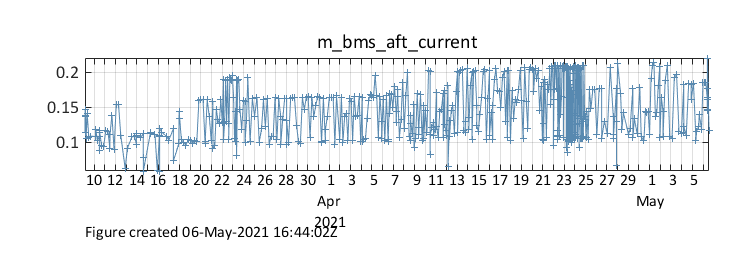 m_bms_aft_current
0.2
0.15
0.1
10 12 14 16 18 20 22 24 26 28 30 1 3 5 7 9 11 13 15 17 19 21 23 25 27 29 1 3 5
Apr May
2021
Figure created 06-May-2021 16:44:02Z